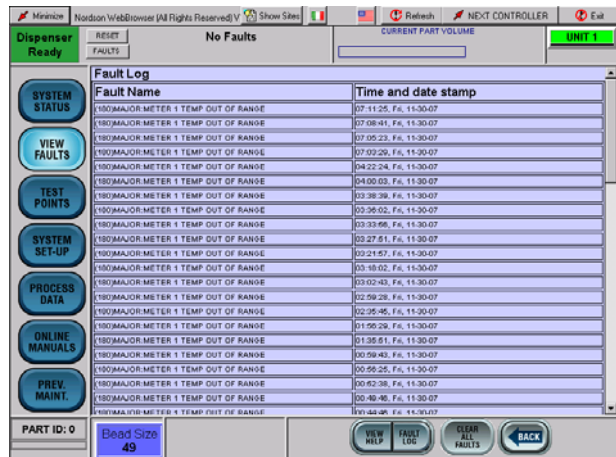 Minimize
Nordson WebBrowser (All Rights Reserved) V
Show Sites
Refresh
NEXT CONTROLLER
Exit
Dispenser
Ready
RESET
FAULTS
No Faults
CURRENT PART VOLUME
UNIT 1
SYSTEM
STATUS
VIEW
FAULTS
TEST
POINTS
SYSTEM
SET-UP
PROCESS
DATA
ONLINE
MANUALS
PREV.
MAINT.
Fault Log
Fault Name Time and date stamp
(180)MAJOR:METER 1 TEMP OUT OF RANGE 07:11:25, Fri, 11-30-07
(180)MAJOR:METER 1 TEMP OUT OF RANGE 07:08:41, Fri, 11-30-07
(180)MAJOR:METER 1 TEMP OUT OF RANGE 07:05:23, Fri, 11-30-07
(180)MAJOR:METER 1 TEMP OUT OF RANGE 07:03:29, Fri, 11-30-07
(180)MAJOR:METER 1 TEMP OUT OF RANGE 04:22:24, Fri, 11-30-07
(180)MAJOR:METER 1 TEMP OUT OF RANGE 04:00:03, Fri, 11-30-07
(180)MAJOR:METER 1 TEMP OUT OF RANGE 03:38:39, Fri, 11-30-07
(180)MAJOR:METER 1 TEMP OUT OF RANGE 03:36:02, Fri, 11-30-07
(180)MAJOR:METER 1 TEMP OUT OF RANGE Fri, 11-30-07
(180)MAJOR:METER 1 TEMP OUT OF RANGE 03:27:51, Fri, 11-30-07
(180)MAJOR:METER 1 TEMP OUT OF RANGE 03:21:57, Fri, 11-30-07
(180)MAJOR:METER 1 TEMP OUT OF RANGE 03:18:02, Fri, 11-30-07
(180)MAJOR:METER 1 TEMP OUT OF RANGE 03:02:43, Fri, 11-30-07
(180)MAJOR:METER 1 TEMP OUT OF RANGE 02:59:28, Fri, 11-30-07
(180)MAJOR:METER 1 TEMP OUT OF RANGE 02:35:45, Fri, 11-30-07
(180)MAJOR:METER 1 TEMP OUT OF RANGE 01:56:29, Fri, 11-30-07
(180)MAJOR:METER 1 TEMP OUT OF RANGE 01:35:51, Fri, 11-30-07
(180)MAJOR:METER 1 TEMP OUT OF RANGE 00:59:43, Fri, 11-30-07
(180)MAJOR:METER 1 TEMP OUT OF RANGE 00:56:25, Fri, 11-30-07
(180)MAJOR:METER 1 TEMP OUT OF RANGE 00:52:38, Fri, 11-30-07
(180)MAJOR:METER 1 TEMP OUT OF RANGE 00:49:46, Fri, 11-30-07
(180)MAJOR:METER 1 TEMP OUT OF RANGE 00:44:46, Fri, 11-30-07
PART ID: 0
Bead Size
49
VIEW
HELP
FAULT
LOG
CLEAR
ALL
FAULTS
BACK